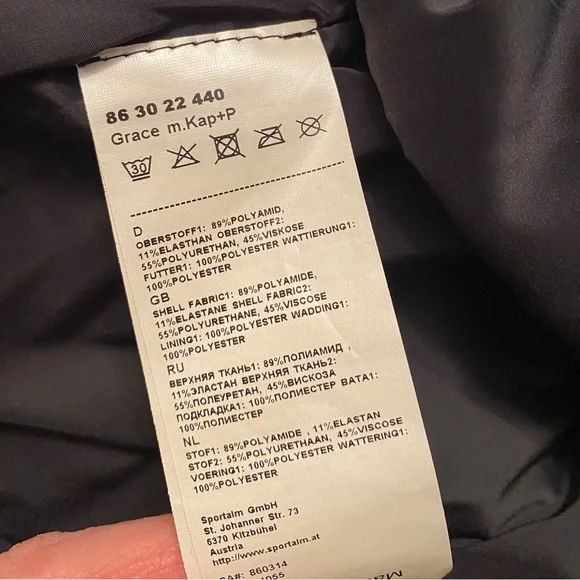 86 30 22 440
Grace m.Kap+P
30
D
OBERSTOFF1: 89%POLYAMID,
11%ELASTHAN OBERSTOFF2:
55%POLYURETHAN, 45%VISKOSE
FUTTER1: 100%POLYESTER WATTIERUNG1:
100%POLYESTER
GB
SHELL FABRIC1: 89%POLYAMIDE,
11%ELASTANE SHELL FABRIC2:
55%POLYURETHANE, 45%VISCOSE
LINING1: 100%POLYESTER WADDING1:
100%POLYESTER
RU
ВЕРХНЯЯ ТКАНЬ1: 89%ПОЛИАМИД ,
11%ЭЛАСТАН ВЕРХНЯЯ ТКАНЬ2:
55%ПОЛЕУРЕТАН, 45%ВИСКОЗА
ПОДКЛАДКА1: 100%ПОЛИЕСТЕР ВАТА1:
100%ПОЛИЕСТЕР
NL
STOF1: 89%POLYAMIDE , 11%ELASTAN
STOF2: 55%POLYURETHAAN, 45%VISCOSE
VOERING1: 100%POLYESTER WATTERING1:
100%POLYESTER
Sportalm GmbH
St. Johanner Str. 73
6370 Kitzbühel
Austria
http://www.sportalm.at
CA#: 860314